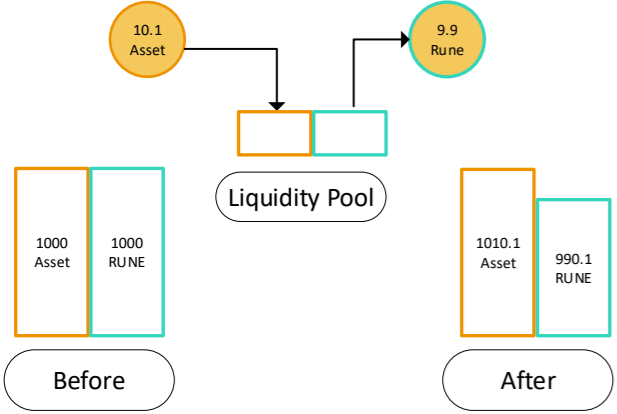 10.1
Asset
9.9
Rune
Liquidity Pool
1000
Asset
1000
RUNE
1010.1
Asset
990.1
RUNE
Before
After